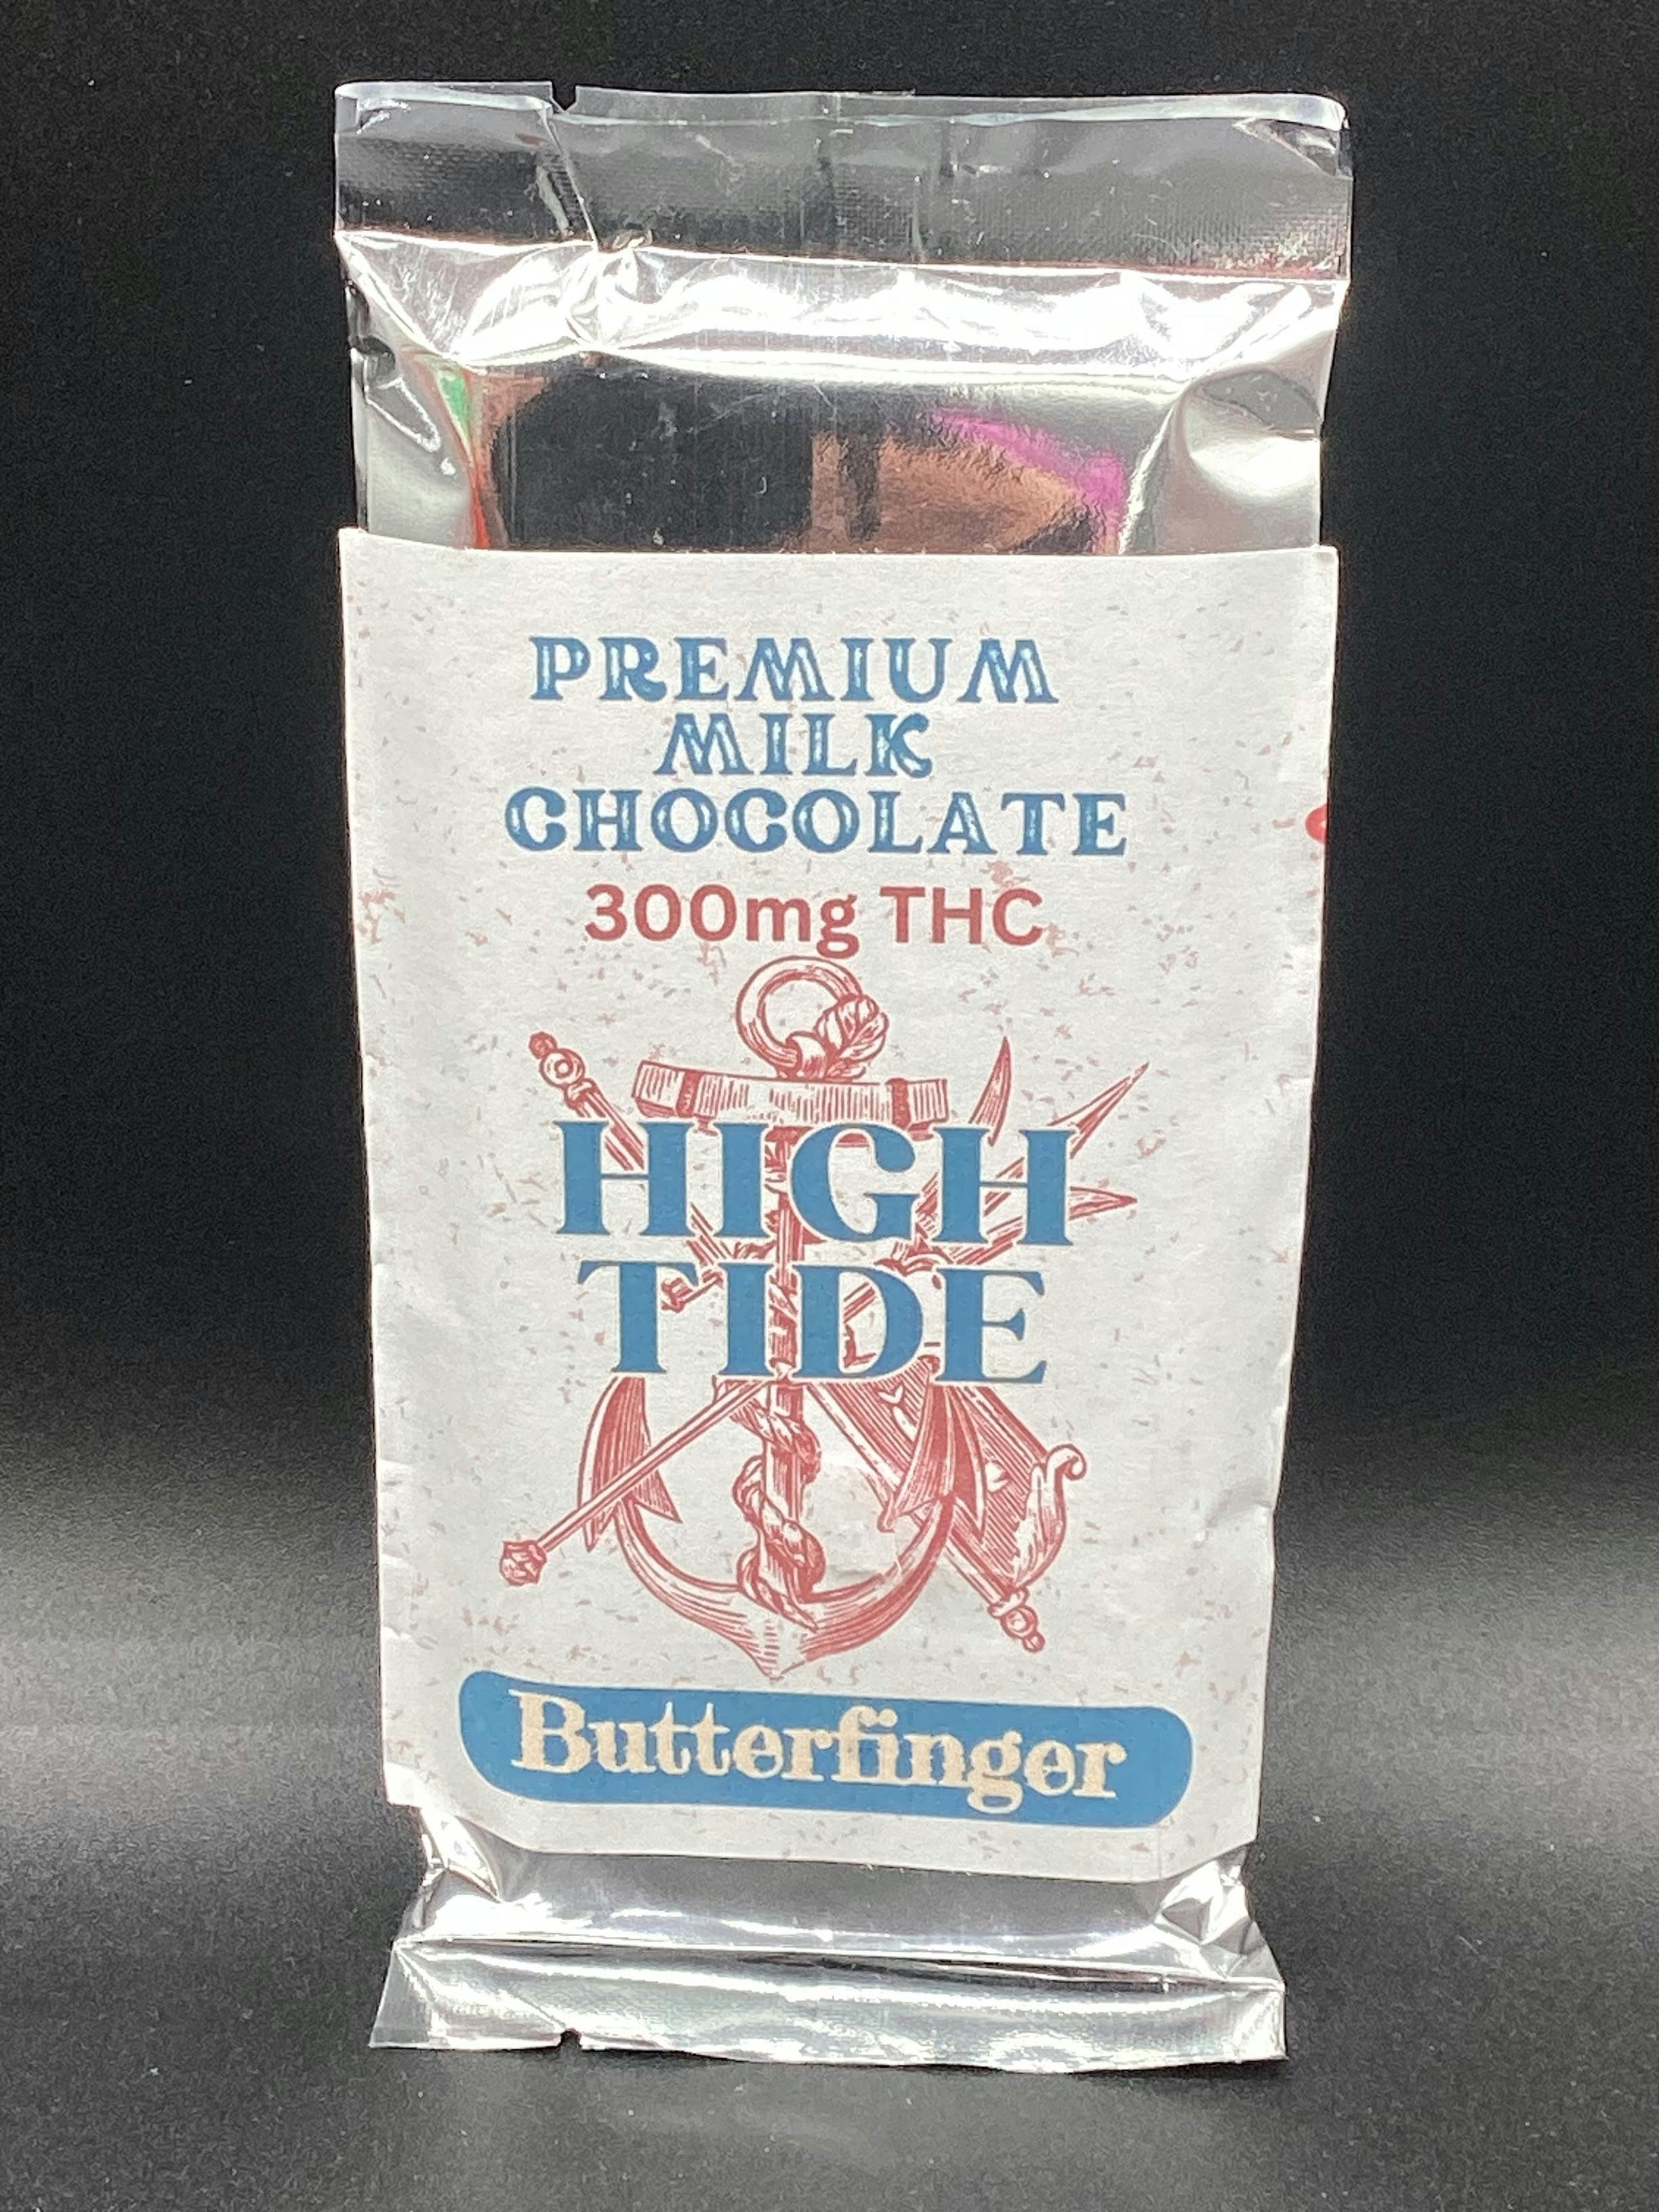 PREMIUM
MILK
CHOCOLATE
300mg THC
HIGH
TIDE
Butterfinger